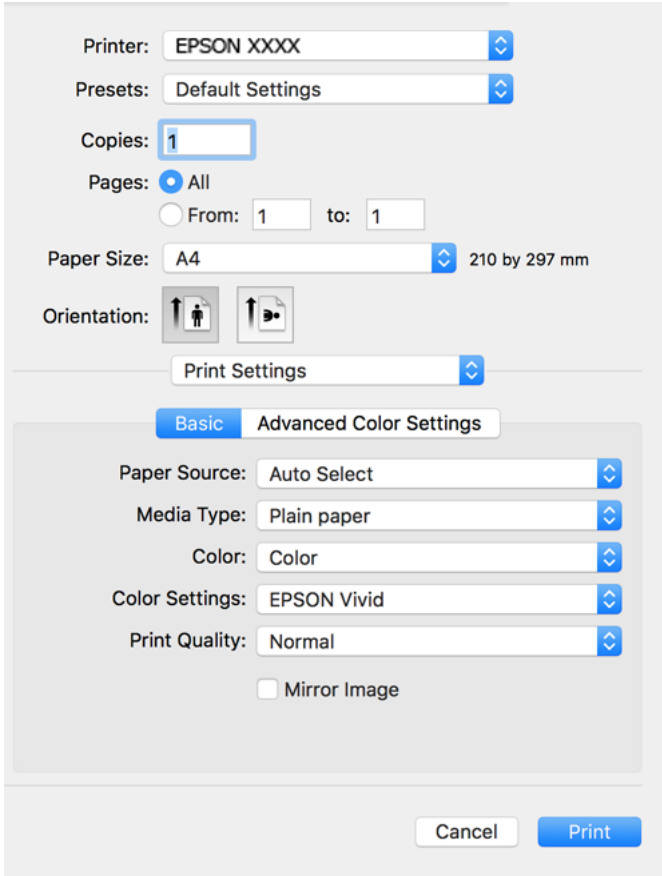 Printer: EPSON XXXX
Presets: Default Settings
Copies: 1
Pages: All
From: 1 to: 1
Paper Size: A4 210 by 297 mm
Orientation:
Print Settings
Basic Advanced Color Settings
Paper Source: Auto Select
Media Type: Plain paper
Color: Color
Color Settings: EPSON Vivid
Print Quality: Normal
Mirror Image
Cancel Print